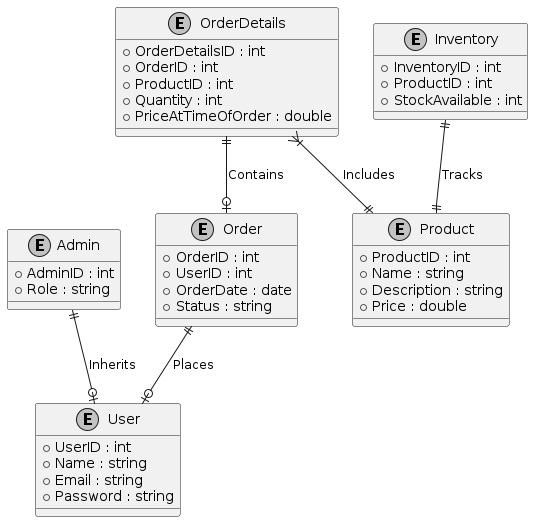 E OrderDetails
OrderDetailsID : int
OrderID : int
ProductID : int
Quantity : int
PriceAtTimeOfOrder : double
E Inventory
InventoryID : int
ProductID : int
StockAvailable : int
Contains
Includes
Tracks
E Admin
AdminID : int
Role : string
E Order
OrderID : int
UserID : int
OrderDate : date
Status : string
E Product
ProductID : int
Name : string
Description : string
Price : double
Inherits
Places
E User
UserID : int
Name : string
Email : string
Password : string